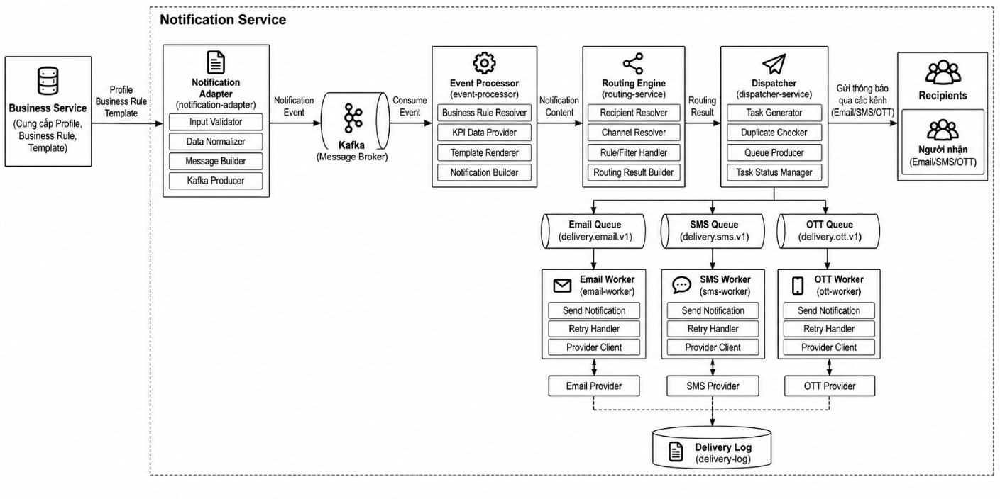 Notification Service
Business Service
(Cung cấp Profile,
Business Rule,
Template)
Profile
Business Rule
Template
Notification
Adapter
(notification-adapter)
Input Validator
Data Normalizer
Message Builder
Kafka Producer
Notification
Event
Kafka
(Message Broker)
Consume
Event
Event Processor
(event-processor)
Business Rule Resolver
KPI Data Provider
Template Renderer
Notification Builder
Notification
Content
Routing Engine
(routing-service)
Recipient Resolver
Channel Resolver
Rule/Filter Handler
Routing Result Builder
Routing
Result
Dispatcher
(dispatcher-service)
Task Generator
Duplicate Checker
Queue Producer
Task Status Manager
Gửi thông báo
qua các kênh
(Email/SMS/OTT)
Recipients
Người nhận
(Email/SMS/OTT)
Email Queue
(delivery.email.v1)
SMS Queue
(delivery.sms.v1)
OTT Queue
(delivery.ott.v1)
Email Worker
(email-worker)
Send Notification
Retry Handler
Provider Client
SMS Worker
(sms-worker)
Send Notification
Retry Handler
Provider Client
OTT Worker
(ott-worker)
Send Notification
Retry Handler
Provider Client
Email Provider
SMS Provider
OTT Provider
Delivery Log
(delivery-log)